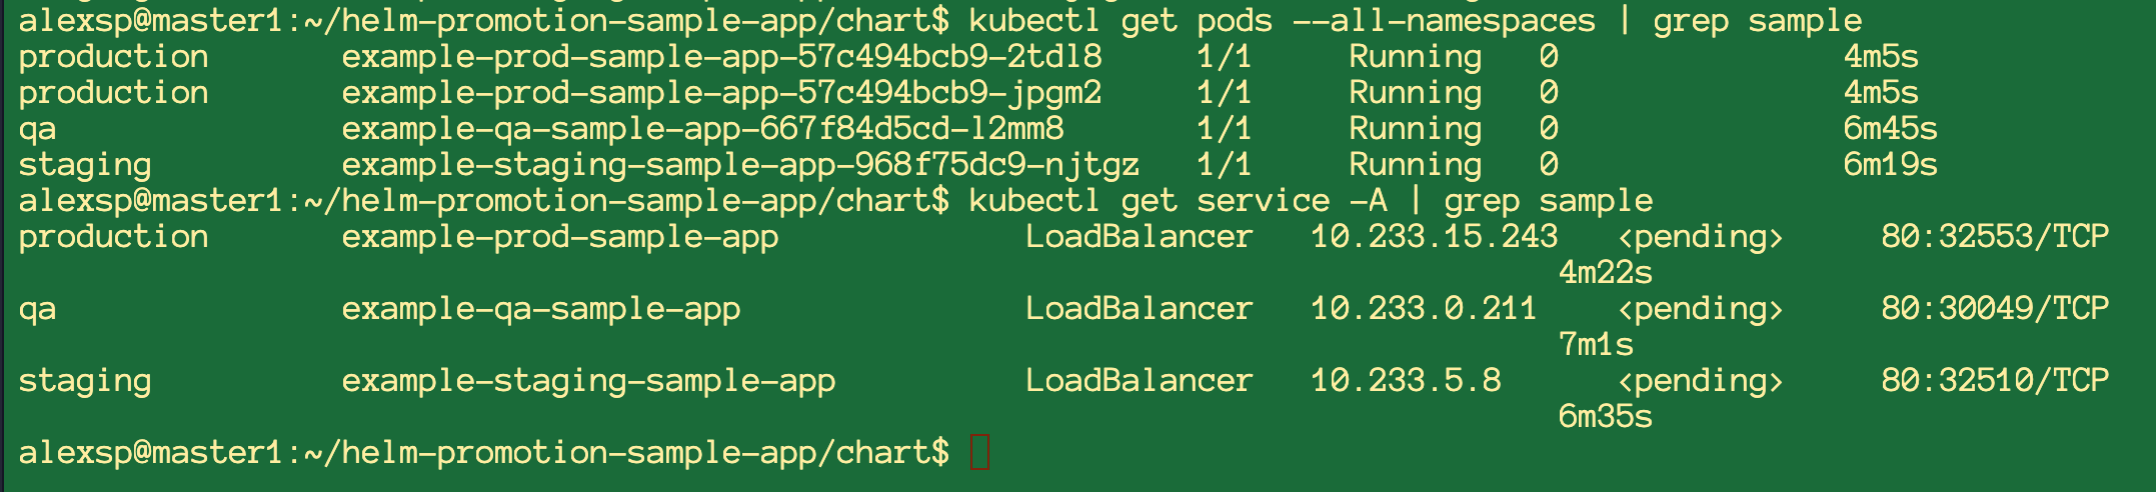 alexsp@master1:~/helm-promotion-sample-app/chart$ kubectl get pods --all-namespaces | grep sample
production       example-prod-sample-app-57c494bcb9-2tdl8     1/1     Running   0               4m5s
production       example-prod-sample-app-57c494bcb9-jpgm2     1/1     Running   0               4m5s
qa               example-qa-sample-app-667f84d5cd-l2mm8       1/1     Running   0               6m45s
staging          example-staging-sample-app-968f75dc9-njtgz   1/1     Running   0               6m19s
alexsp@master1:~/helm-promotion-sample-app/chart$ kubectl get service -A | grep sample
production       example-prod-sample-app             LoadBalancer   10.233.15.243   <pending>     80:32553/TCP
4m22s
qa               example-qa-sample-app               LoadBalancer   10.233.0.211    <pending>     80:30049/TCP
7m1s
staging          example-staging-sample-app          LoadBalancer   10.233.5.8      <pending>     80:32510/TCP
6m35s
alexsp@master1:~/helm-promotion-sample-app/chart$